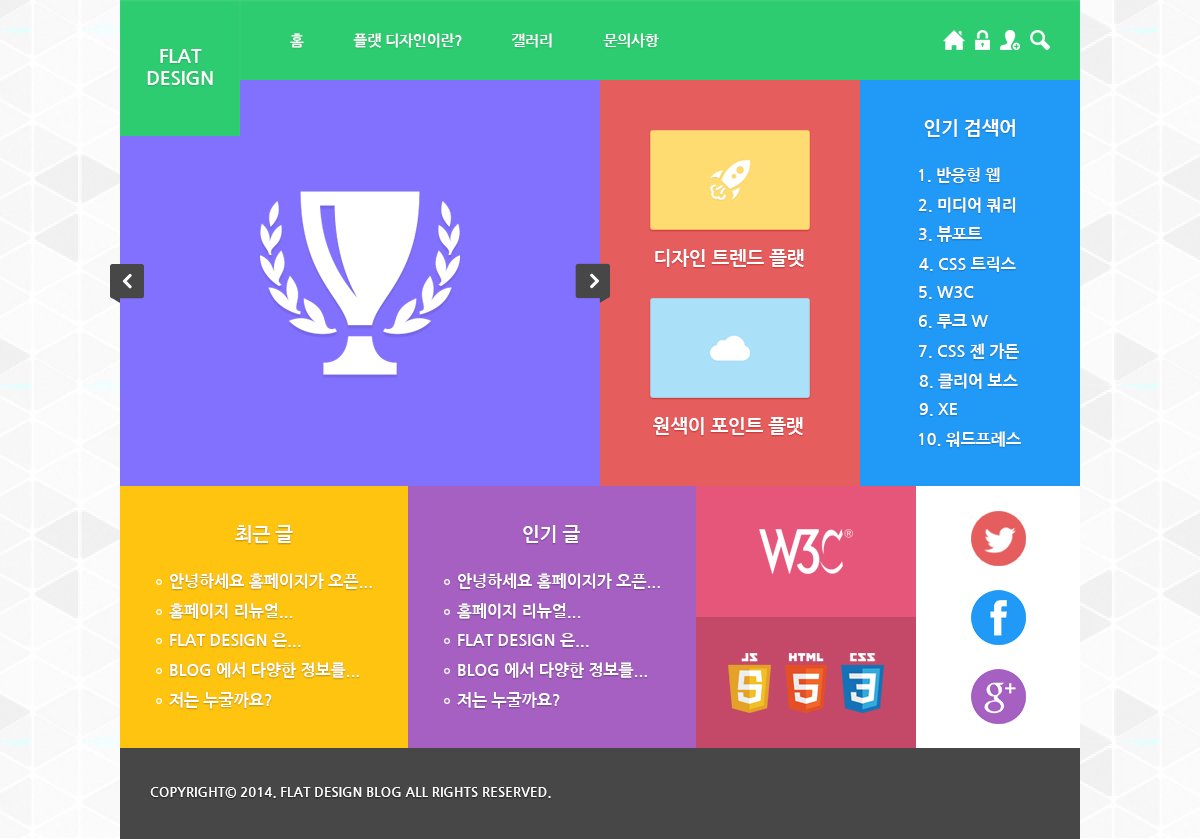 FLAT
DESIGN
홈 플랫 디자인이란? 갤러리 문의사항
디자인 트렌드 플랫
원색이 포인트 플랫
인기 검색어
1. 반응형 웹
2. 미디어 쿼리
3. 뷰포트
4. CSS 트릭스
5. W3C
6. 루크 W
7. CSS 젠 가든
8. 클리어 보스
9. XE
10. 워드프레스
최근 글
안녕하세요 홈페이지가 오픈...
홈페이지 리뉴얼...
FLAT DESIGN 은...
BLOG 에서 다양한 정보를...
저는 누굴까요?
인기 글
안녕하세요 홈페이지가 오픈...
홈페이지 리뉴얼...
FLAT DESIGN 은...
BLOG 에서 다양한 정보를...
저는 누굴까요?
W3C®
JS HTML CSS
5 5 3
f
g+
COPYRIGHT© 2014. FLAT DESIGN BLOG ALL RIGHTS RESERVED.